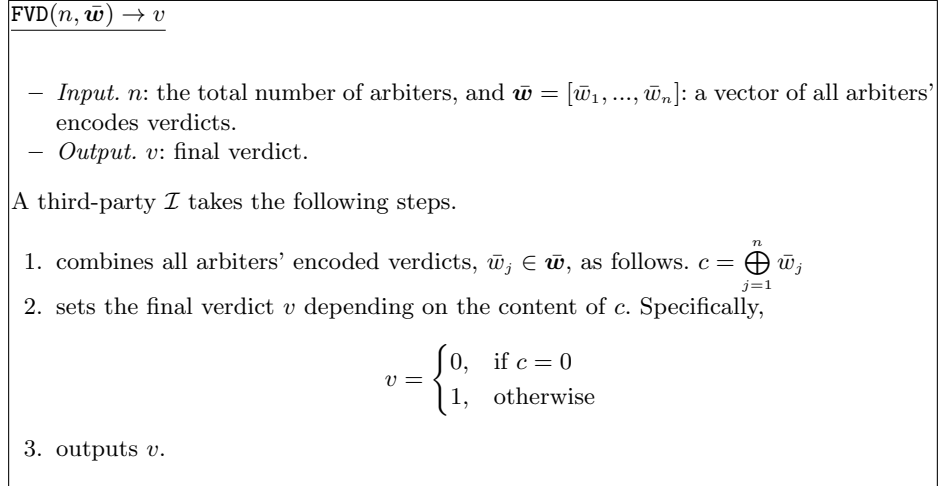 FVD(n, w̄) → v
– Input. n: the total number of arbiters, and w̄ = [w̄₁, ..., w̄ₙ]: a vector of all arbiters’
encodes verdicts.
– Output. v: final verdict.
A third-party ℐ takes the following steps.
1. combines all arbiters’ encoded verdicts, w̄ⱼ ∈ w̄, as follows. c = ⊕ⁿⱼ₌₁ w̄ⱼ
2. sets the final verdict v depending on the content of c. Specifically,
v = { 0, if c = 0
1, otherwise
3. outputs v.